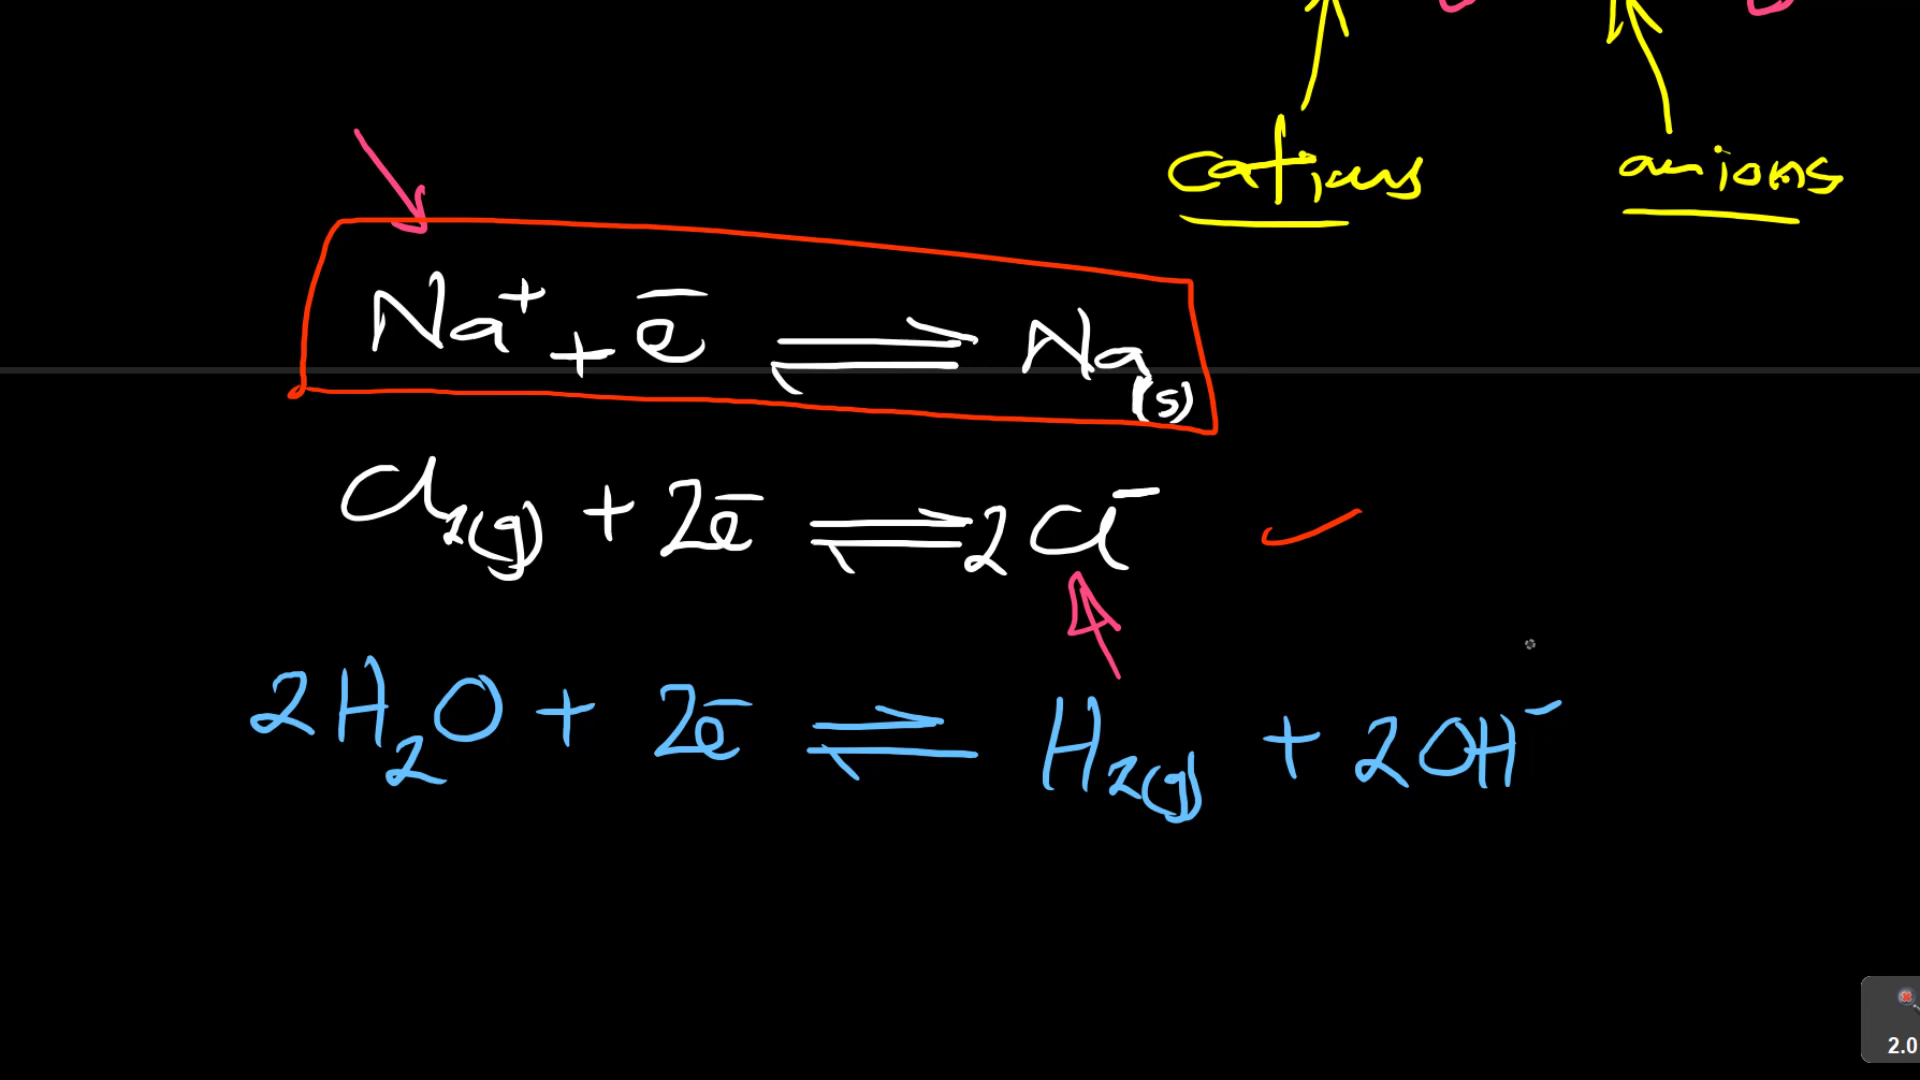 cations anions
Na⁺ + e̅ ⇌ Na(s)
Cl₂(g) + 2e̅ ⇌ 2Cl⁻
2H₂O + 2e̅ ⇌ H₂(g) + 2OH⁻
2.0